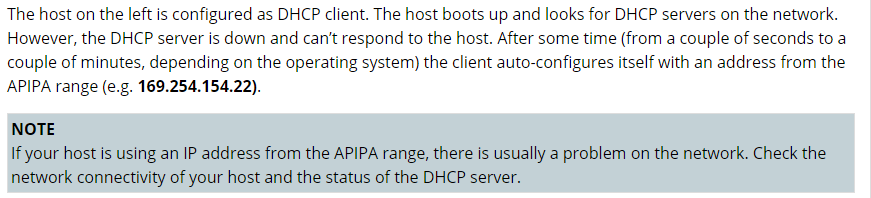 The host on the left is configured as DHCP client. The host boots up and looks for DHCP servers on the network.
However, the DHCP server is down and can’t respond to the host. After some time (from a couple of seconds to a
couple of minutes, depending on the operating system) the client auto-configures itself with an address from the
APIPA range (e.g. 169.254.154.22).
NOTE
If your host is using an IP address from the APIPA range, there is usually a problem on the network. Check the
network connectivity of your host and the status of the DHCP server.